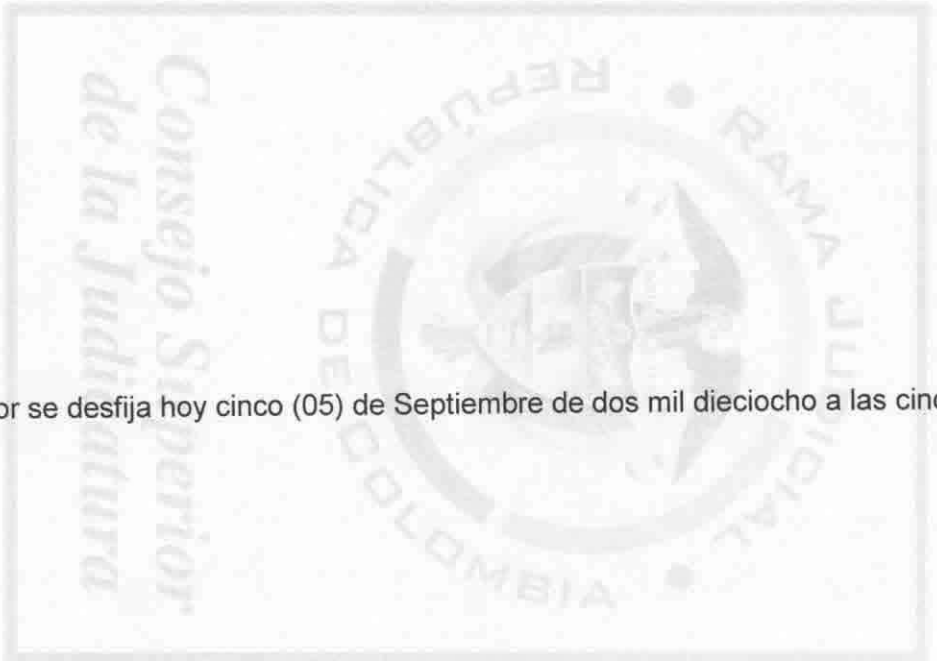 Consejo Superior
de la Judicatura
REPÚBLICA DE COLOMBIA
RAMA JUDICIAL
or se desfija hoy cinco (05) de Septiembre de dos mil dieciocho a las cinc